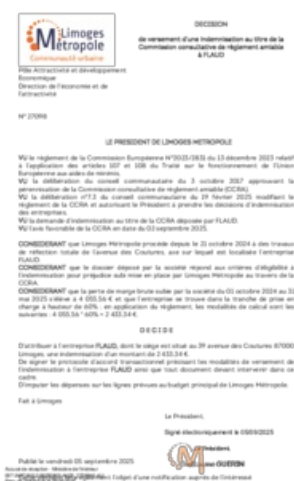 Limoges
Métropole
Communauté urbaine
DECISION
de versement d'une indemnisation au titre de la
Commission consultative de règlement amiable
à FLAUD
Pôle Attractivité et développement
Economique
Direction de l'économie et de
l'attractivité
N° 27098
LE PRESIDENT DE LIMOGES METROPOLE
VU le règlement de la Commission Européenne N°2023/2831 du 13 décembre 2023 relatif
à l'application des articles 107 et 108 du Traité sur le fonctionnement de l'Union
Européenne aux aides de minimis.
VU la délibération du conseil communautaire du 3 octobre 2017 approuvant la
pérennisation de la Commission consultative de règlement amiable (CCRA).
VU la délibération n°7.3 du conseil communautaire du 19 février 2025 modifiant le
règlement de la CCRA et autorisant le Président à prendre les décisions d'indemnisation
des entreprises.
VU la demande d'indemnisation au titre de la CCRA déposée par FLAUD.
VU l'avis favorable de la CCRA en date du 02 septembre 2025.
CONSIDERANT que Limoges Métropole procède depuis le 21 octobre 2024 à des travaux
de réfection totale de l'avenue des Coutures, axe sur lequel est localisée l'entreprise
FLAUD.
CONSIDERANT que le dossier déposé par la société répond aux critères d'éligibilité à
l'indemnisation pour préjudice subi mise en place par Limoges Métropole au travers de la
CCRA.
CONSIDERANT que la perte de marge brute subie par la société du 01 octobre 2024 au 31
mai 2025 s'élève à 4 055,56 € et que l'entreprise se trouve dans la tranche de prise en
charge à hauteur de 60%, en application du règlement, les modalités de calcul sont les
suivantes : 4 055,56 * 60% = 2 433,34 €.
D E C I D E
D'attribuer à l'entreprise FLAUD, dont le siège est situé au 39 avenue des Coutures 87000
Limoges, une indemnisation d'un montant de 2 433,34 €.
De signer le protocole d'accord transactionnel précisant les modalités de versement de
l'indemnisation à l'entreprise FLAUD ainsi que tout document devant intervenir dans ce
cadre.
D'imputer les dépenses sur les lignes prévues au budget principal de Limoges Métropole.
Fait à Limoges
Le Président,
Signé électroniquement le 05/09/2025
Président
GUERIN
Publié le vendredi 05 septembre 2025
Accusé de réception - Ministère de l'Intérieur
l'objet d'une notification auprès de l'intéressé